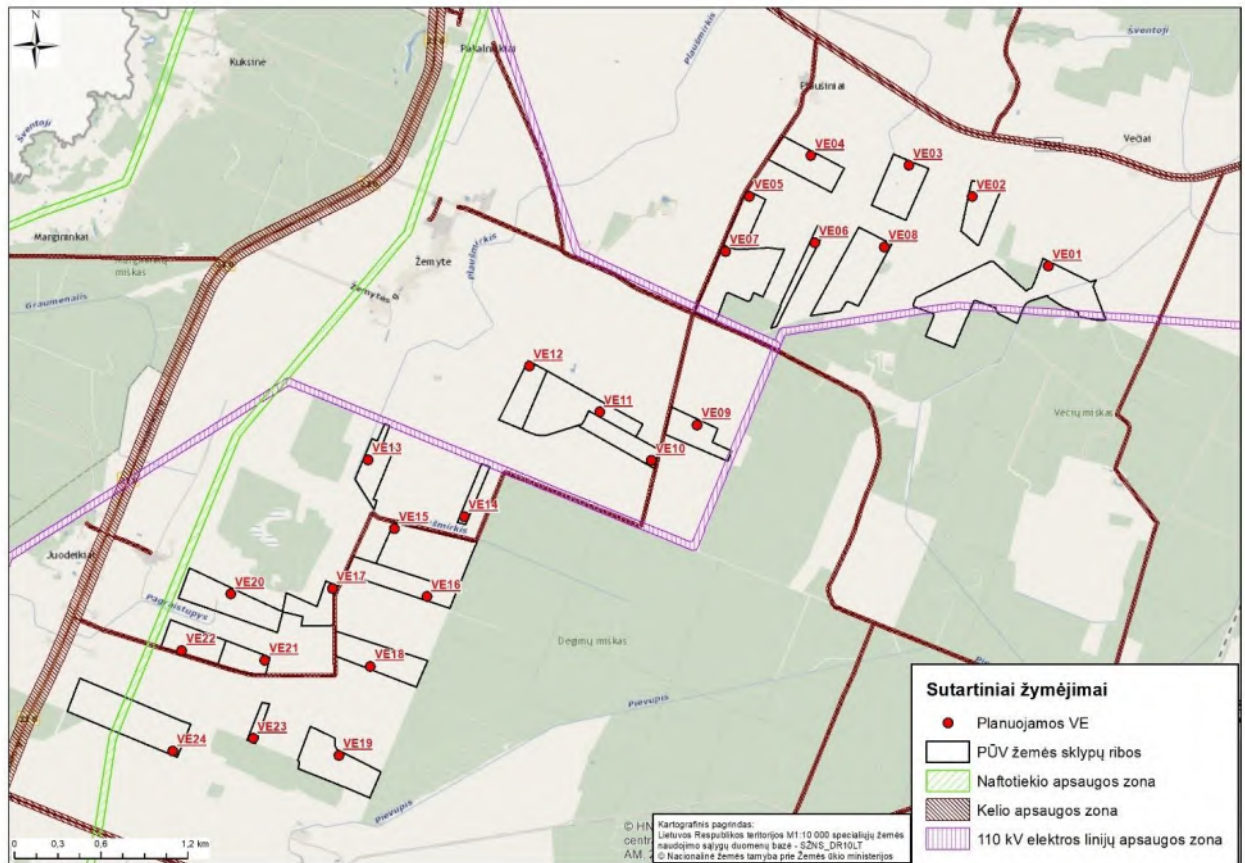 N
Kuksinė
Pašalniškiai
Plaušmirkis
Šventoji
Šventoji
Plaušiniai
Večiai
VE04
VE03
VE05
VE02
VE06
VE07
VE08
VE01
Margininkai
miškas
Graumenalis
Žemytė
Plaušmirkis
Žemytės g.
VE12
VE11
VE09
VE10
Večių miškas
VE13
VE14
VE15
Juodeikiai
VE20
VE17
VE16
Pagraistupys
VE22
VE21
VE18
Degimų miškas
Pievupis
VE23
VE24
VE19
Pievupis
Sutartiniai žymėjimai
Planuojamos VE
PŪV žemės sklypų ribos
Naftotiekio apsaugos zona
Kelio apsaugos zona
110 kV elektros linijų apsaugos zona
0 0,3 0,6 1,2 km
Kartografinis pagrindas:
Lietuvos Respublikos teritorijos M1:10 000 specialiųjų žemės
naudojimo sąlygų duomenų bazė - SŽNS_DR10LT
© Nacionalinė žemės tarnyba prie Žemės ūkio ministerijos